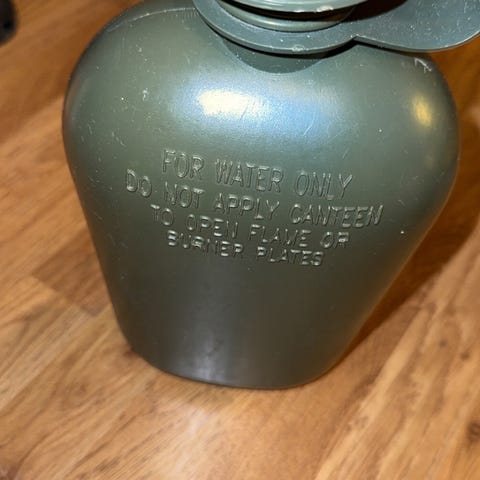 FOR WATER ONLY
DO NOT APPLY CANTEEN
TO OPEN FLAME OR
BURNER PLATES